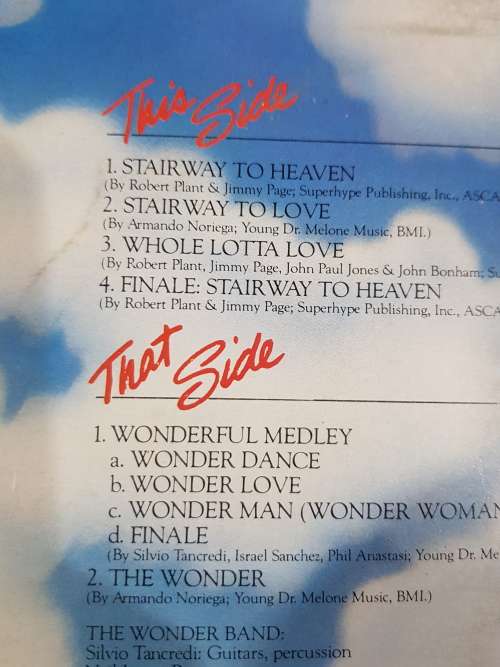 This Side
1. STAIRWAY TO HEAVEN
(By Robert Plant & Jimmy Page; Superhype Publishing, Inc., ASCA
2. STAIRWAY TO LOVE
(By Armando Noriega; Young Dr. Melone Music, BMI.)
3. WHOLE LOTTA LOVE
(By Robert Plant, Jimmy Page, John Paul Jones & John Bonham; Su
4. FINALE: STAIRWAY TO HEAVEN
(By Robert Plant & Jimmy Page; Superhype Publishing, Inc., ASCA
That Side
1. WONDERFUL MEDLEY
a. WONDER DANCE
b. WONDER LOVE
c. WONDER MAN (WONDER WOMAN
d. FINALE
(By Silvio Tancredi, Israel Sanchez, Phil Anastasi; Young Dr. Me
2. THE WONDER
(By Armando Noriega; Young Dr. Melone Music, BMI.)
THE WONDER BAND:
Silvio Tancredi: Guitars, percussion